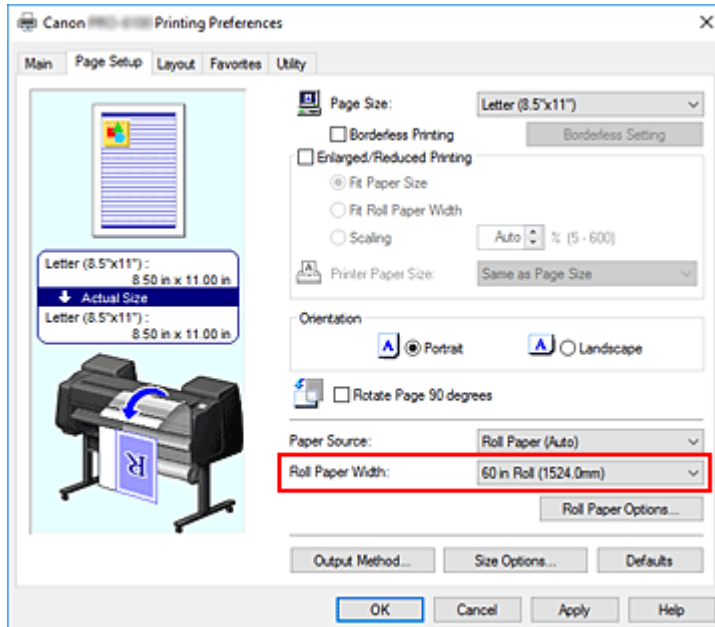 Canon Printing Preferences
Main Page Setup Layout Favorites Utility
Page Size: Letter (8.5"x11")
Borderless Printing Borderless Setting
Enlarged/Reduced Printing
Fit Paper Size
Fit Roll Paper Width
Scaling Auto % (5 - 600)
Printer Paper Size: Same as Page Size
Letter (8.5"x11") :
8.50 in x 11.00 in
Actual Size
Letter (8.5"x11") :
8.50 in x 11.00 in
Orientation
A Portrait A Landscape
Rotate Page 90 degrees
R
Paper Source: Roll Paper (Auto)
Roll Paper Width: 60 in Roll (1524.0mm)
Roll Paper Options...
Output Method... Size Options... Defaults
OK Cancel Apply Help